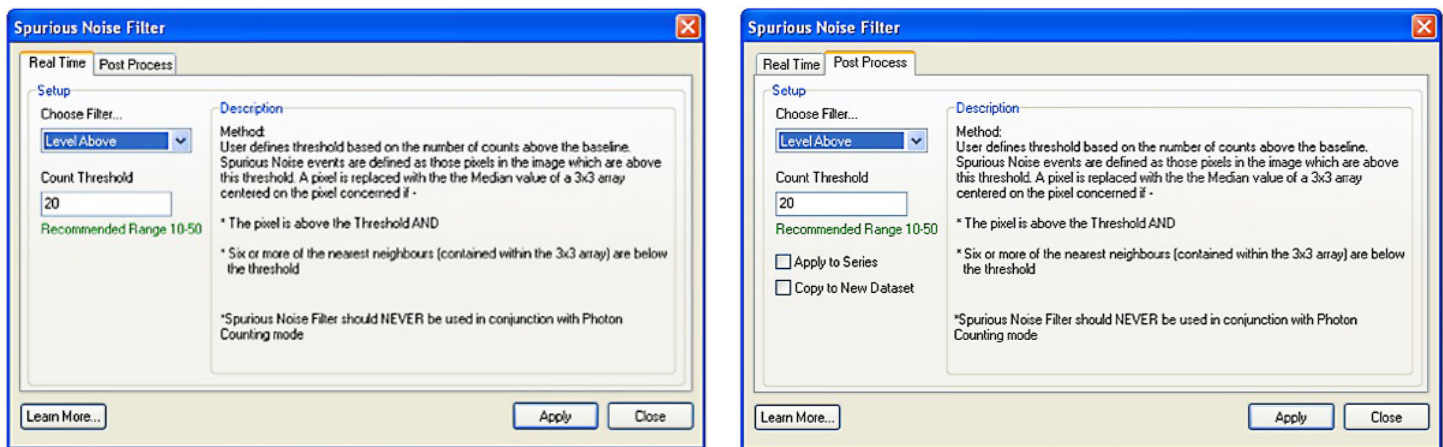 Spurious Noise Filter
Real Time
Post Process
Setup
Choose Filter...
Level Above
Count Threshold
20
Recommended Range 10-50
Description
Method:
User defines threshold based on the number of counts above the baseline.
Spurious Noise events are defined as those pixels in the image which are above
this threshold. A pixel is replaced with the the Median value of a 3x3 array
centered on the pixel concerned if -
* The pixel is above the Threshold AND
* Six or more of the nearest neighbours (contained within the 3x3 array) are below
the threshold
*Spurious Noise Filter should NEVER be used in conjunction with Photon
Counting mode
Learn More...
Apply
Close
Spurious Noise Filter
Real Time
Post Process
Setup
Choose Filter...
Level Above
Count Threshold
20
Recommended Range 10-50
Apply to Series
Copy to New Dataset
Description
Method:
User defines threshold based on the number of counts above the baseline.
Spurious Noise events are defined as those pixels in the image which are above
this threshold. A pixel is replaced with the the Median value of a 3x3 array
centered on the pixel concerned if -
* The pixel is above the Threshold AND
* Six or more of the nearest neighbours (contained within the 3x3 array) are below
the threshold
*Spurious Noise Filter should NEVER be used in conjunction with Photon
Counting mode
Learn More...
Apply
Close